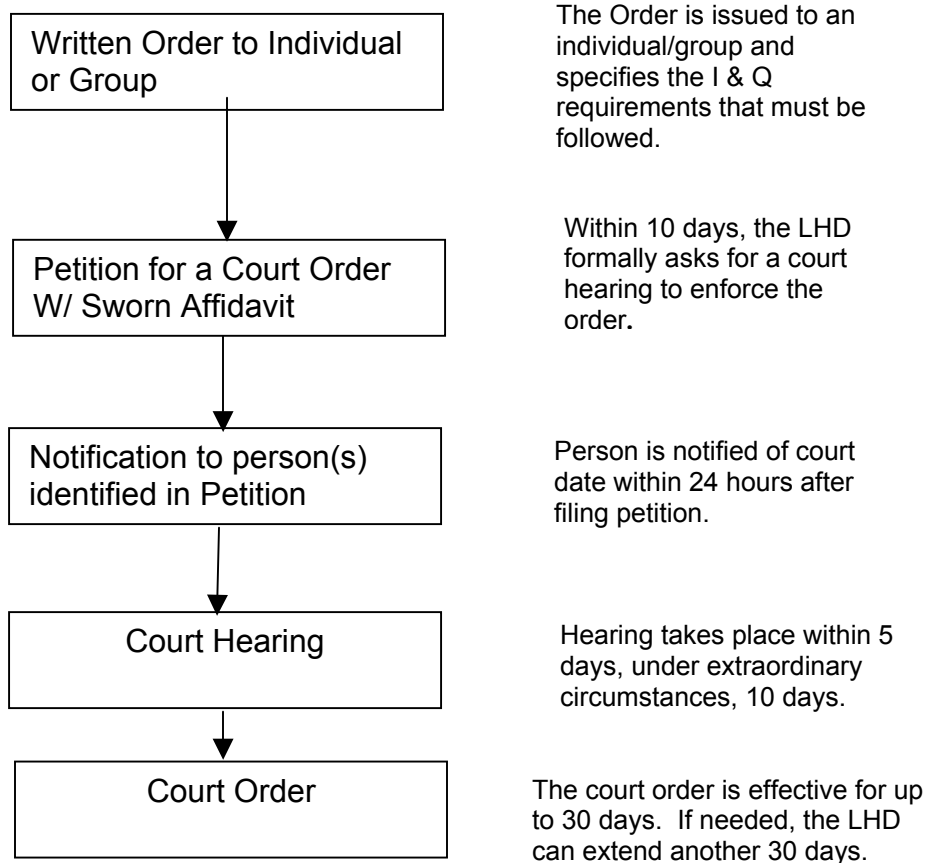 Written Order to Individual
or Group
The Order is issued to an
individual/group and
specifies the I & Q
requirements that must be
followed.
Petition for a Court Order
W/ Sworn Affidavit
Within 10 days, the LHD
formally asks for a court
hearing to enforce the
order.
Notification to person(s)
identified in Petition
Person is notified of court
date within 24 hours after
filing petition.
Court Hearing
Hearing takes place within 5
days, under extraordinary
circumstances, 10 days.
Court Order
The court order is effective for up
to 30 days.  If needed, the LHD
can extend another 30 days.